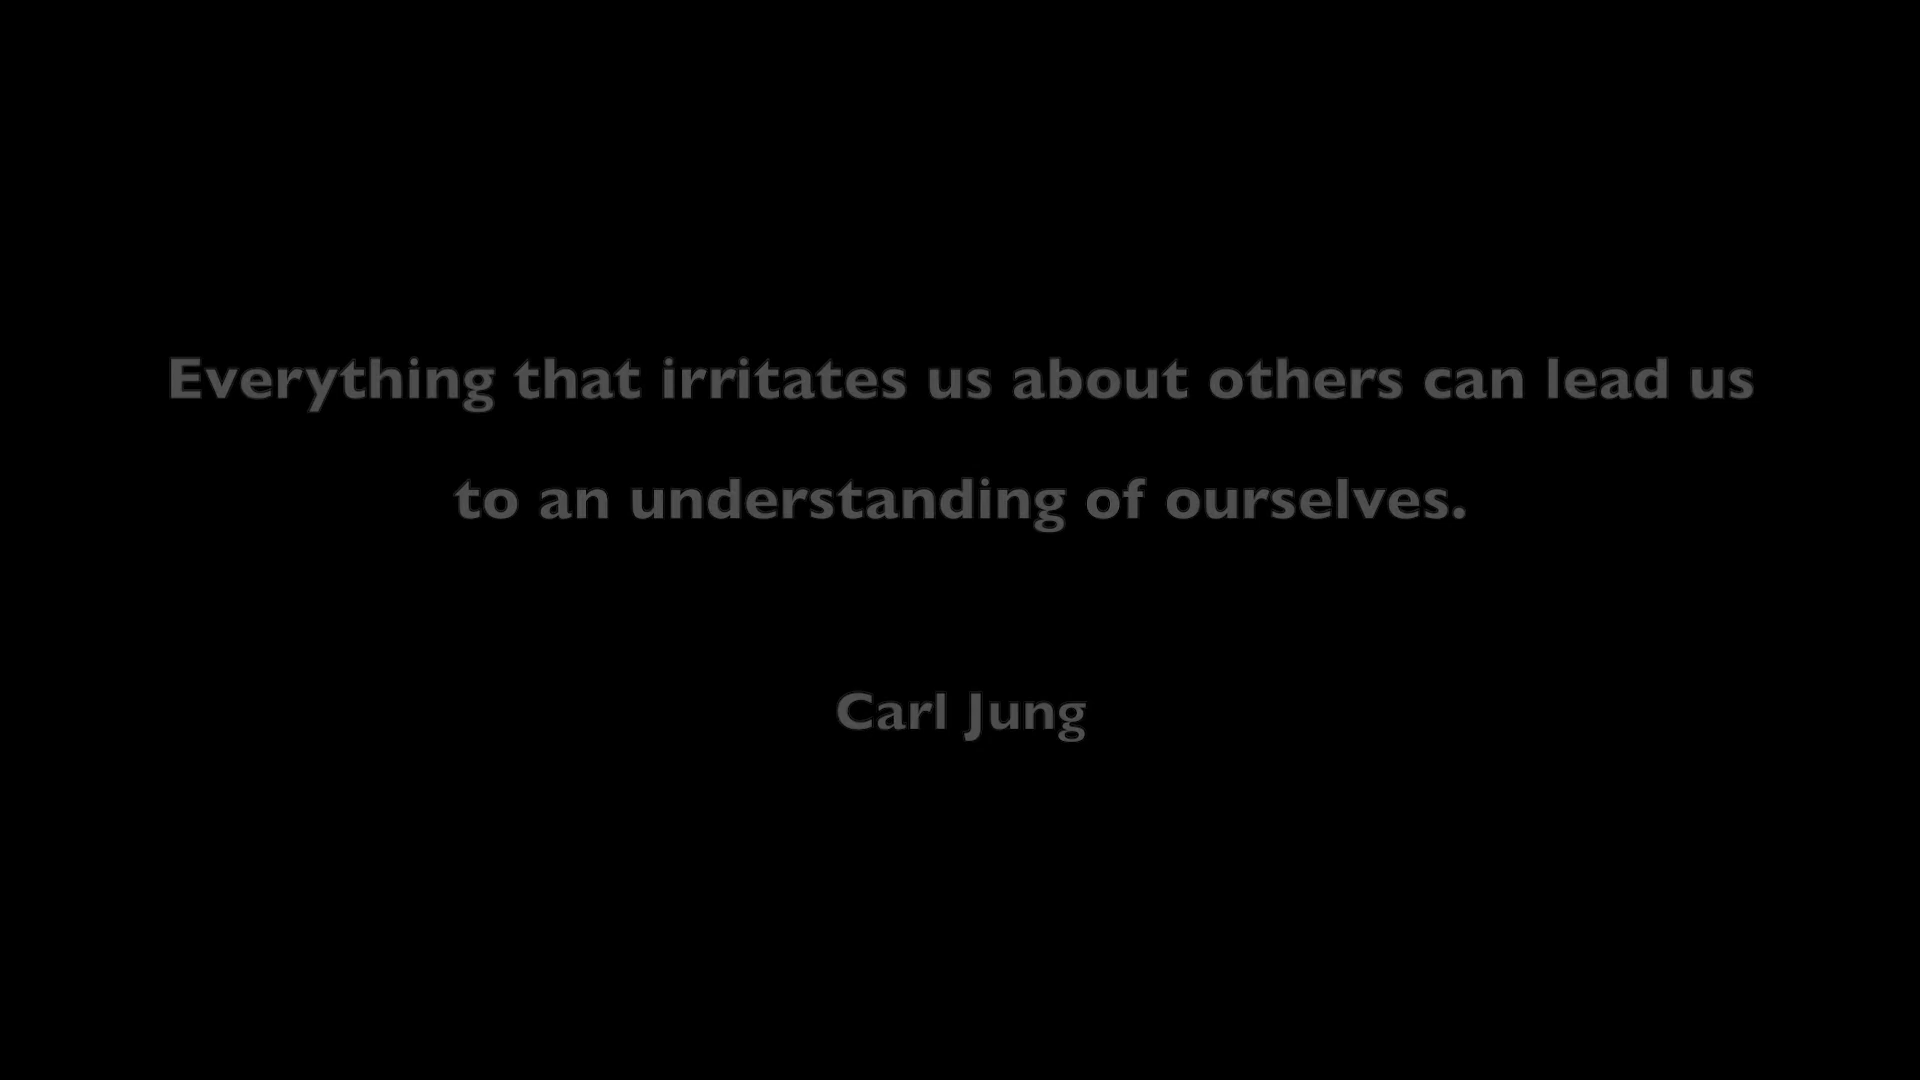 Everything that irritates us about others can lead us
to an understanding of ourselves.
Carl Jung